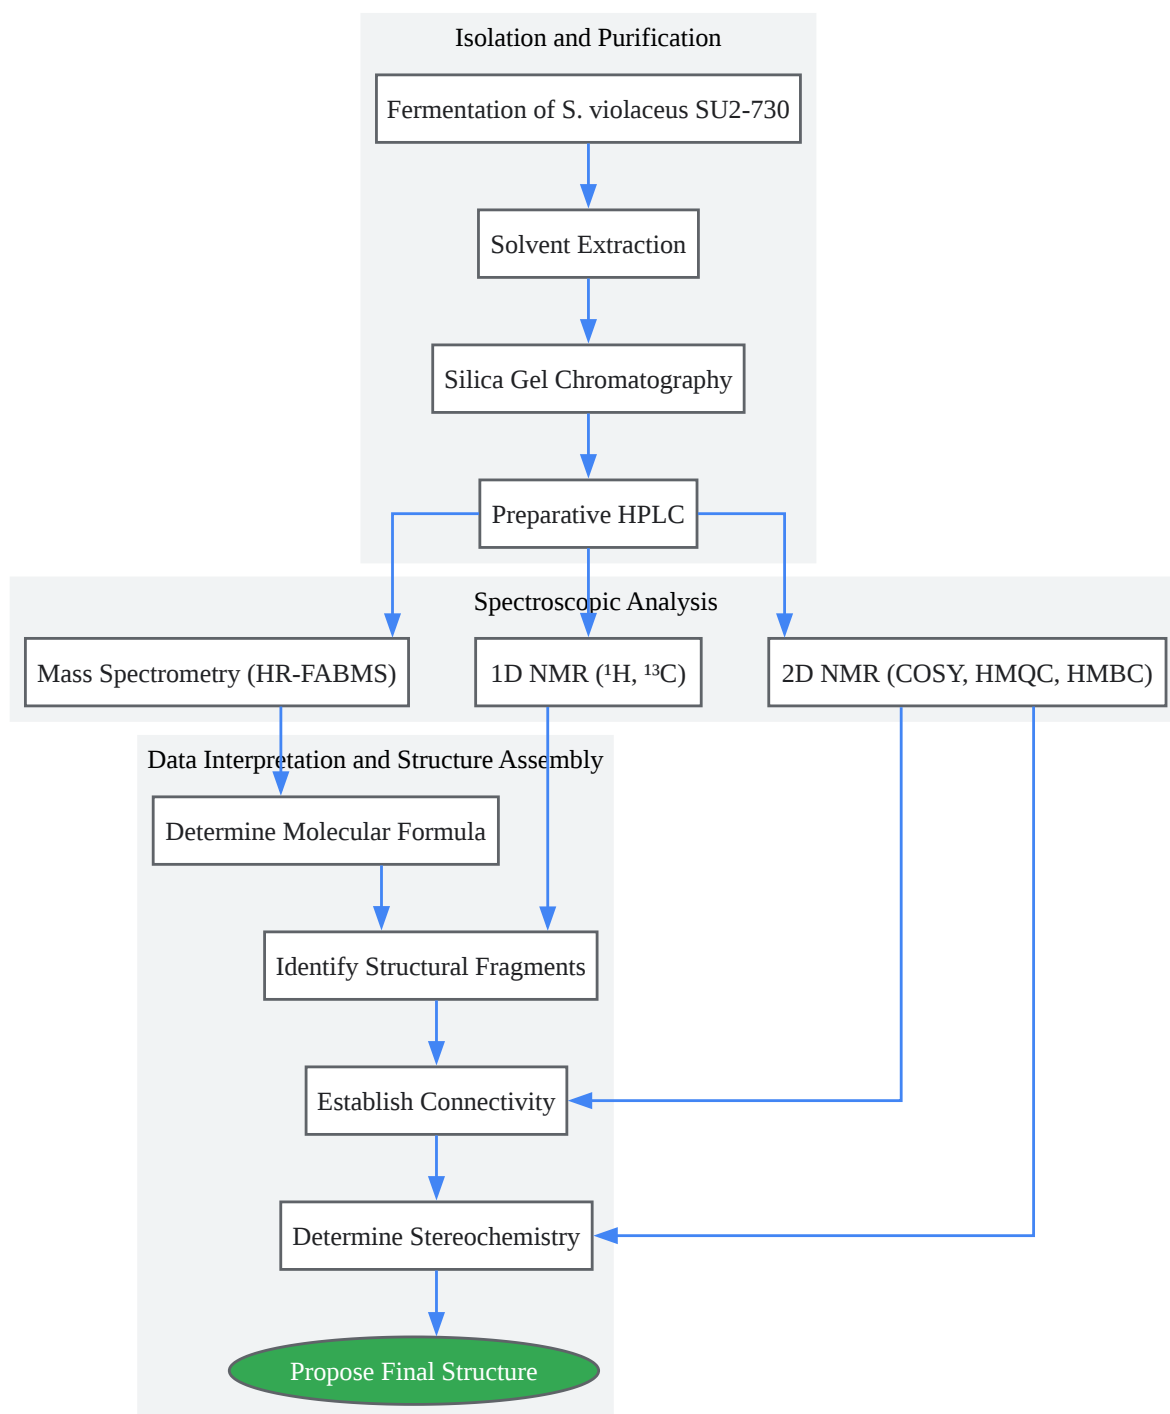 Isolation and Purification
Fermentation of S. violaceus SU2-730
Solvent Extraction
Silica Gel Chromatography
Preparative HPLC
Spectroscopic Analysis
Mass Spectrometry (HR-FABMS)
1D NMR (¹H, ¹³C)
2D NMR (COSY, HMQC, HMBC)
Data Interpretation and Structure Assembly
Determine Molecular Formula
Identify Structural Fragments
Establish Connectivity
Determine Stereochemistry
Propose Final Structure